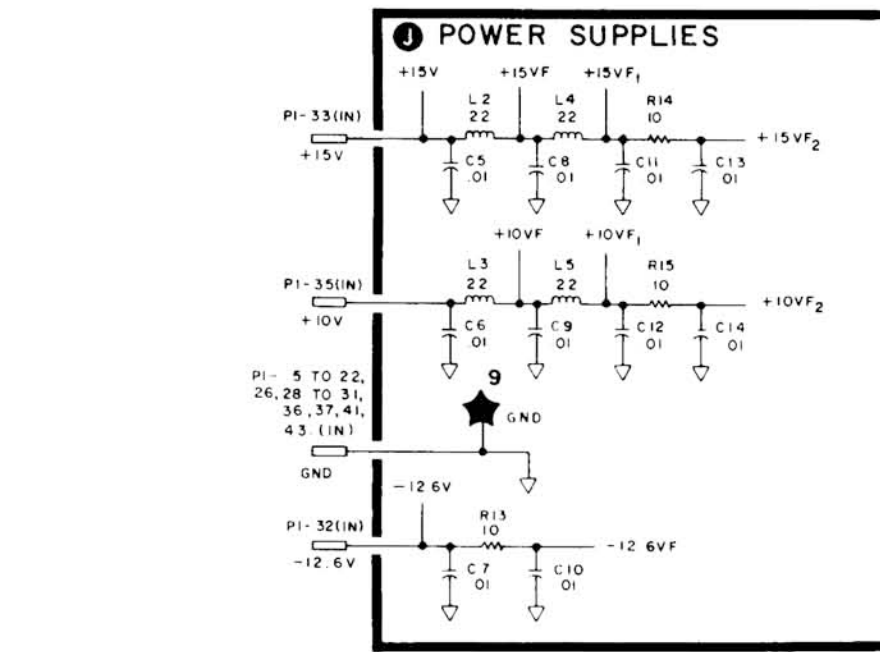 J POWER SUPPLIES
+15V
+15VF
+15VF1
L2
22
L4
22
R14
10
P1-33(IN)
+15V
+15VF2
C5
.01
C8
01
C11
01
C13
01
+10VF
+10VF1
L3
22
L5
22
R15
10
P1-35(IN)
+10V
+10VF2
C6
.01
C9
01
C12
01
C14
01
P1- 5 TO 22,
26,28 TO 31,
36,37,41,
43.(IN)
GND
9
GND
-12 6V
R13
10
P1-32(IN)
-12.6V
-12 6VF
C7
01
C10
01